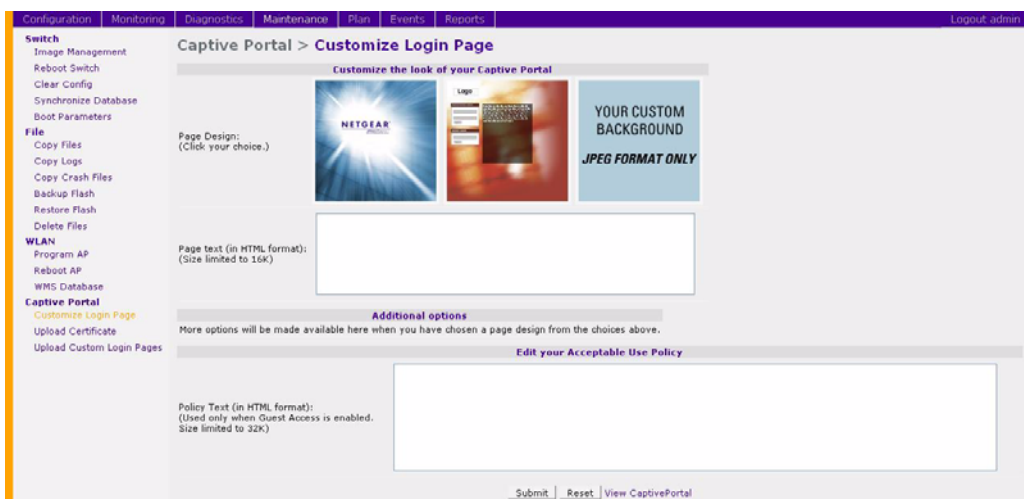 Configuration Monitoring Diagnostics Maintenance Plan Events Reports Logout admin
Switch
Image Management
Reboot Switch
Clear Config
Synchronize Database
Boot Parameters
File
Copy Files
Copy Logs
Copy Crash Files
Backup Flash
Restore Flash
Delete Files
WLAN
Program AP
Reboot AP
WMS Database
Captive Portal
Customize Login Page
Upload Certificate
Upload Custom Login Pages
Captive Portal > Customize Login Page
Customize the look of your Captive Portal
Page Design:
(Click your choice.)
NETGEAR
Logo
YOUR CUSTOM
BACKGROUND
JPEG FORMAT ONLY
Page text (in HTML format):
(Size limited to 16K)
Additional options
More options will be made available here when you have chosen a page design from the choices above.
Edit your Acceptable Use Policy
Policy Text (in HTML format):
(Used only when Guest Access is enabled.
Size limited to 32K)
Submit Reset View CaptivePortal